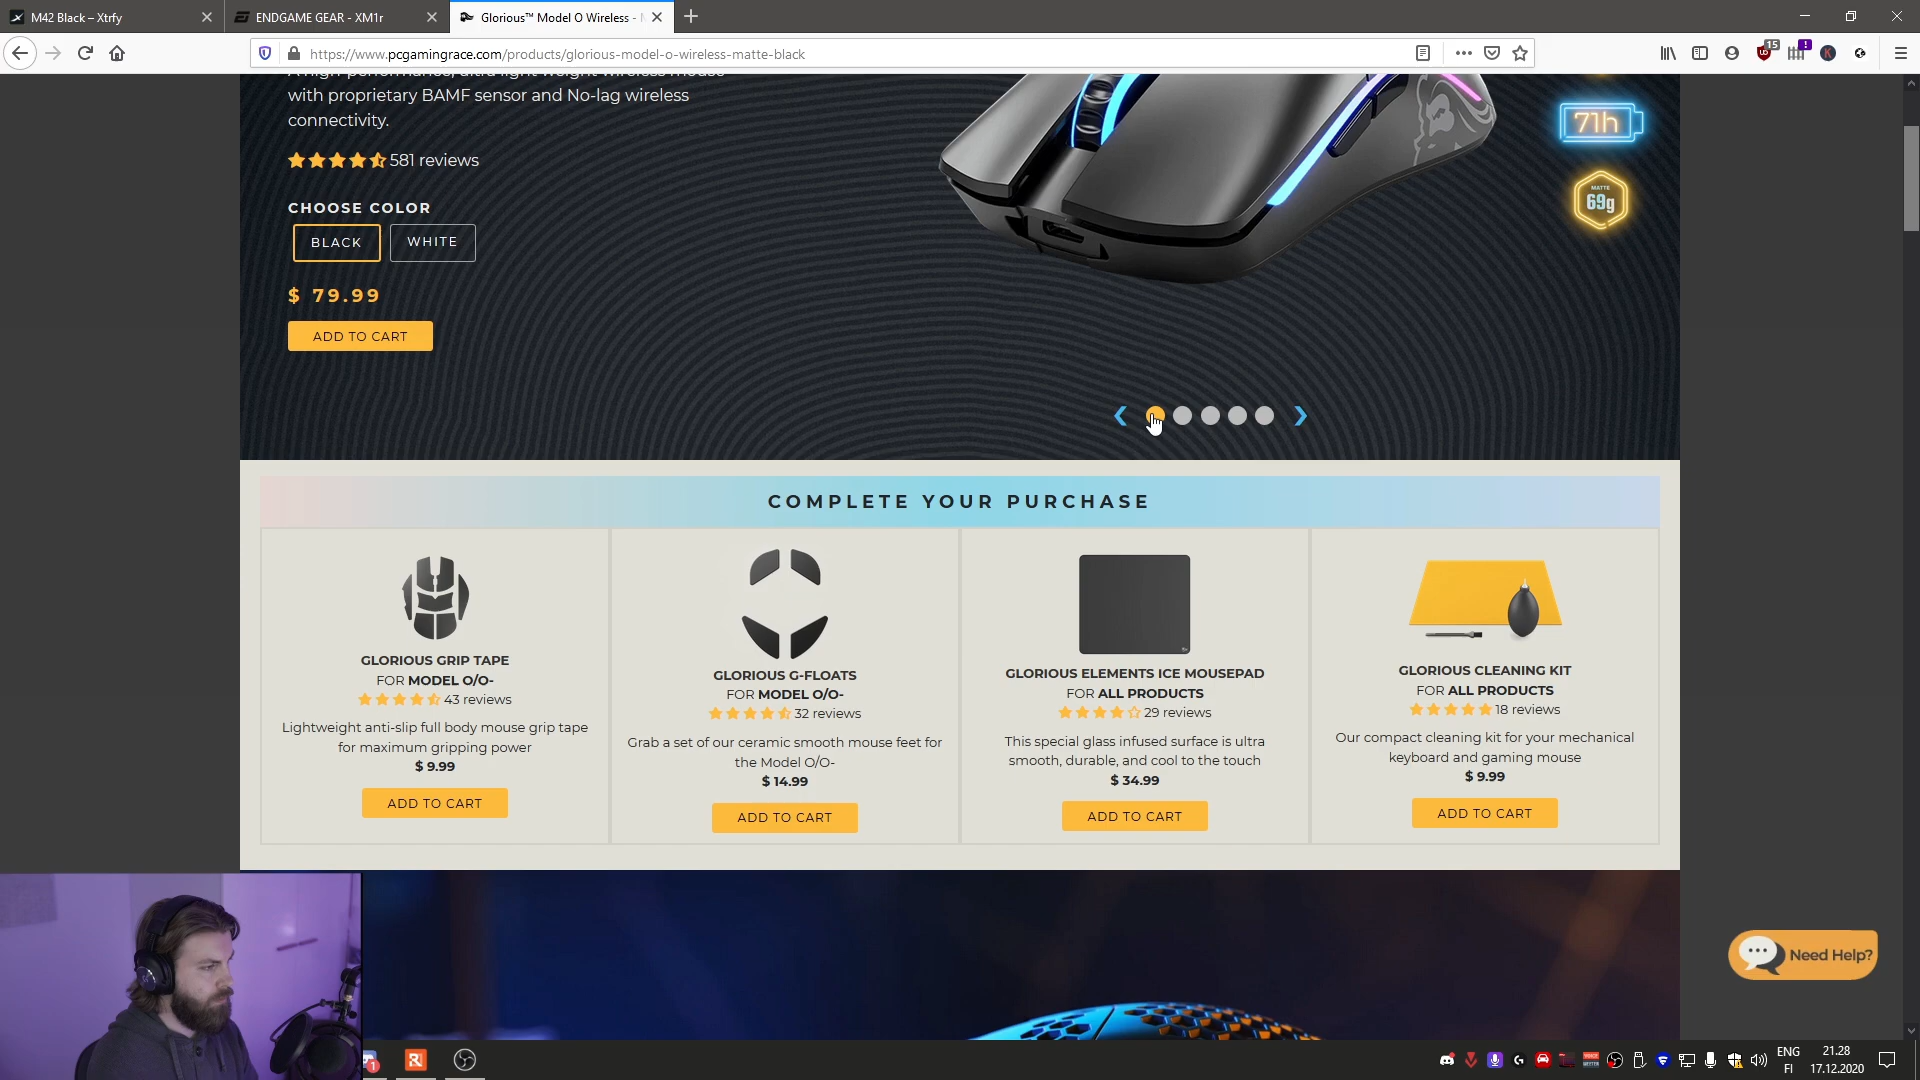 M42 Black – Xtrfy
ENDGAME GEAR - XM1r
Glorious™ Model O Wireless -
https://www.pcgamingrace.com/products/glorious-model-o-wireless-matte-black
15
!
K
A high-performance, ultra light weight wireless mouse
with proprietary BAMF sensor and No-lag wireless
connectivity.
581 reviews
CHOOSE COLOR
BLACK
WHITE
$ 79.99
ADD TO CART
71h
MATTE
69g
COMPLETE YOUR PURCHASE
GLORIOUS GRIP TAPE
FOR MODEL O/O-
43 reviews
Lightweight anti-slip full body mouse grip tape
for maximum gripping power
$ 9.99
ADD TO CART
GLORIOUS G-FLOATS
FOR MODEL O/O-
32 reviews
Grab a set of our ceramic smooth mouse feet for
the Model O/O-
$ 14.99
ADD TO CART
GLORIOUS ELEMENTS ICE MOUSEPAD
FOR ALL PRODUCTS
29 reviews
This special glass infused surface is ultra
smooth, durable, and cool to the touch
$ 34.99
ADD TO CART
GLORIOUS CLEANING KIT
FOR ALL PRODUCTS
18 reviews
Our compact cleaning kit for your mechanical
keyboard and gaming mouse
$ 9.99
ADD TO CART
Need Help?
1
ENG
FI
21.28
17.12.2020